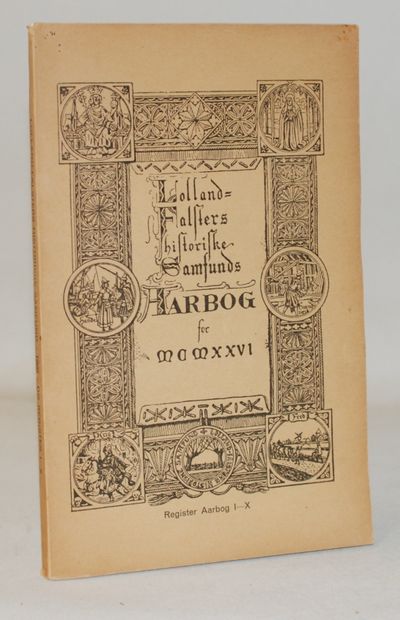 Lolland=
Falsters
historiske
Samfunds
AARBOG
for
MCMXXVI
Register Aarbog I—X